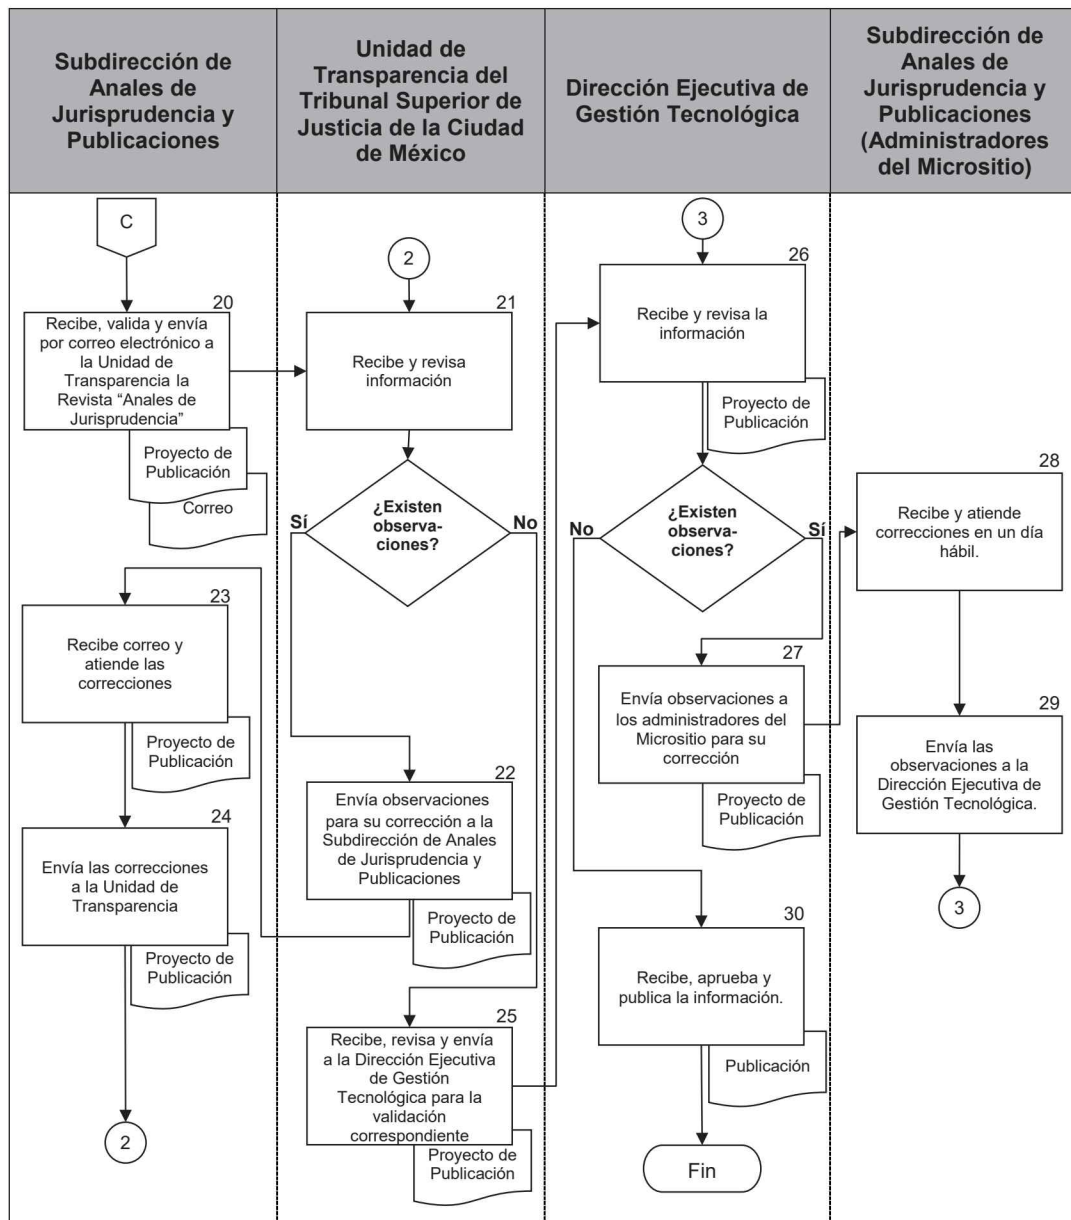 Subdirección de
Anales de
Jurisprudencia y
Publicaciones
Unidad de
Transparencia del
Tribunal Superior de
Justicia de la Ciudad
de México
Dirección Ejecutiva de
Gestión Tecnológica
Subdirección de
Anales de
Jurisprudencia y
Publicaciones
(Administradores
del Micrositio)
C
20
Recibe, valida y envía
por correo electrónico a
la Unidad de
Transparencia la
Revista “Anales de
Jurisprudencia”
Proyecto de
Publicación
Correo
23
Recibe correo y
atiende las
correcciones
Proyecto de
Publicación
24
Envía las correcciones
a la Unidad de
Transparencia
Proyecto de
Publicación
2
2
21
Recibe y revisa
información
¿Existen
observa-
ciones?
Sí
No
22
Envía observaciones
para su corrección a la
Subdirección de Anales
de Jurisprudencia y
Publicaciones
Proyecto de
Publicación
25
Recibe, revisa y envía
a la Dirección Ejecutiva
de Gestión
Tecnológica para la
validación
correspondiente
Proyecto de
Publicación
3
26
Recibe y revisa la
información
Proyecto de
Publicación
No
¿Existen
observa-
ciones?
Sí
27
Envía observaciones a
los administradores del
Micrositio para su
corrección
Proyecto de
Publicación
30
Recibe, aprueba y
publica la información.
Publicación
Fin
28
Recibe y atiende
correcciones en un día
hábil.
29
Envía las
observaciones a la
Dirección Ejecutiva de
Gestión Tecnológica.
3